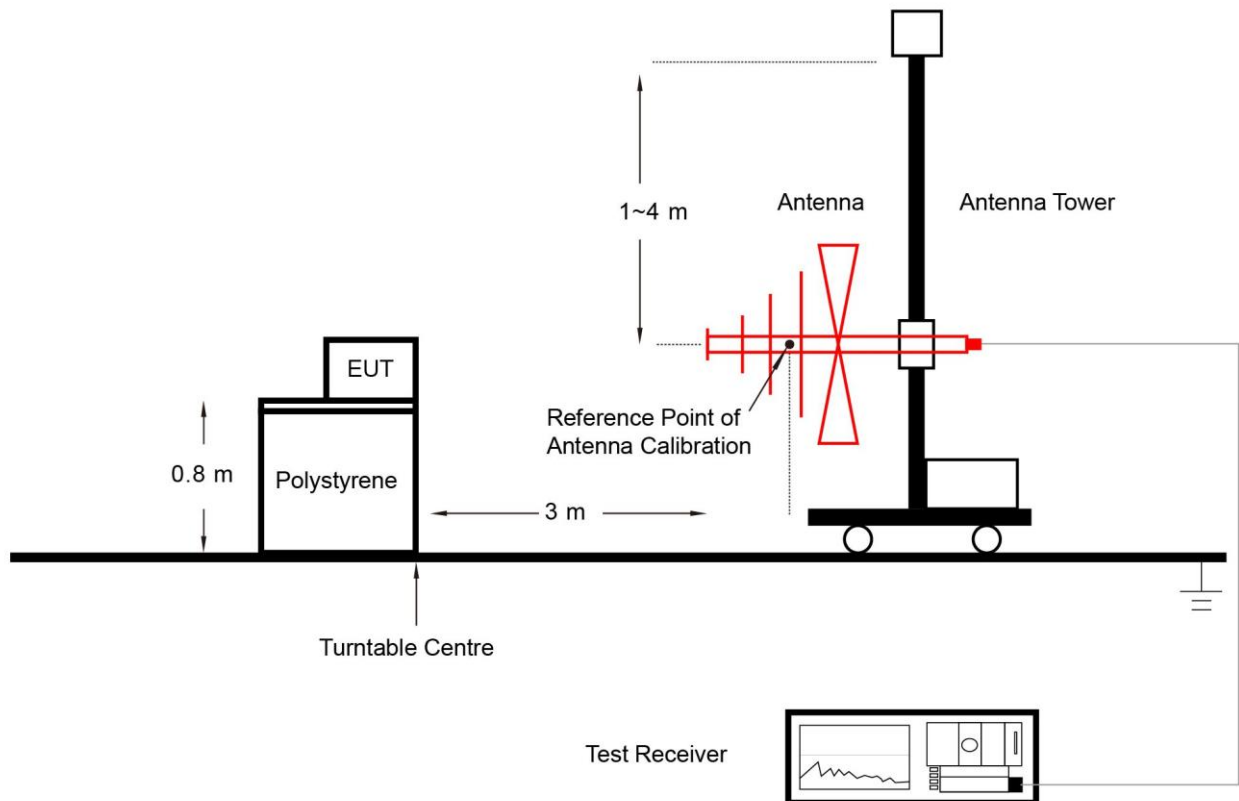 1~4 m
Antenna
Antenna Tower
EUT
Reference Point of
Antenna Calibration
0.8 m
Polystyrene
3 m
Turntable Centre
Test Receiver